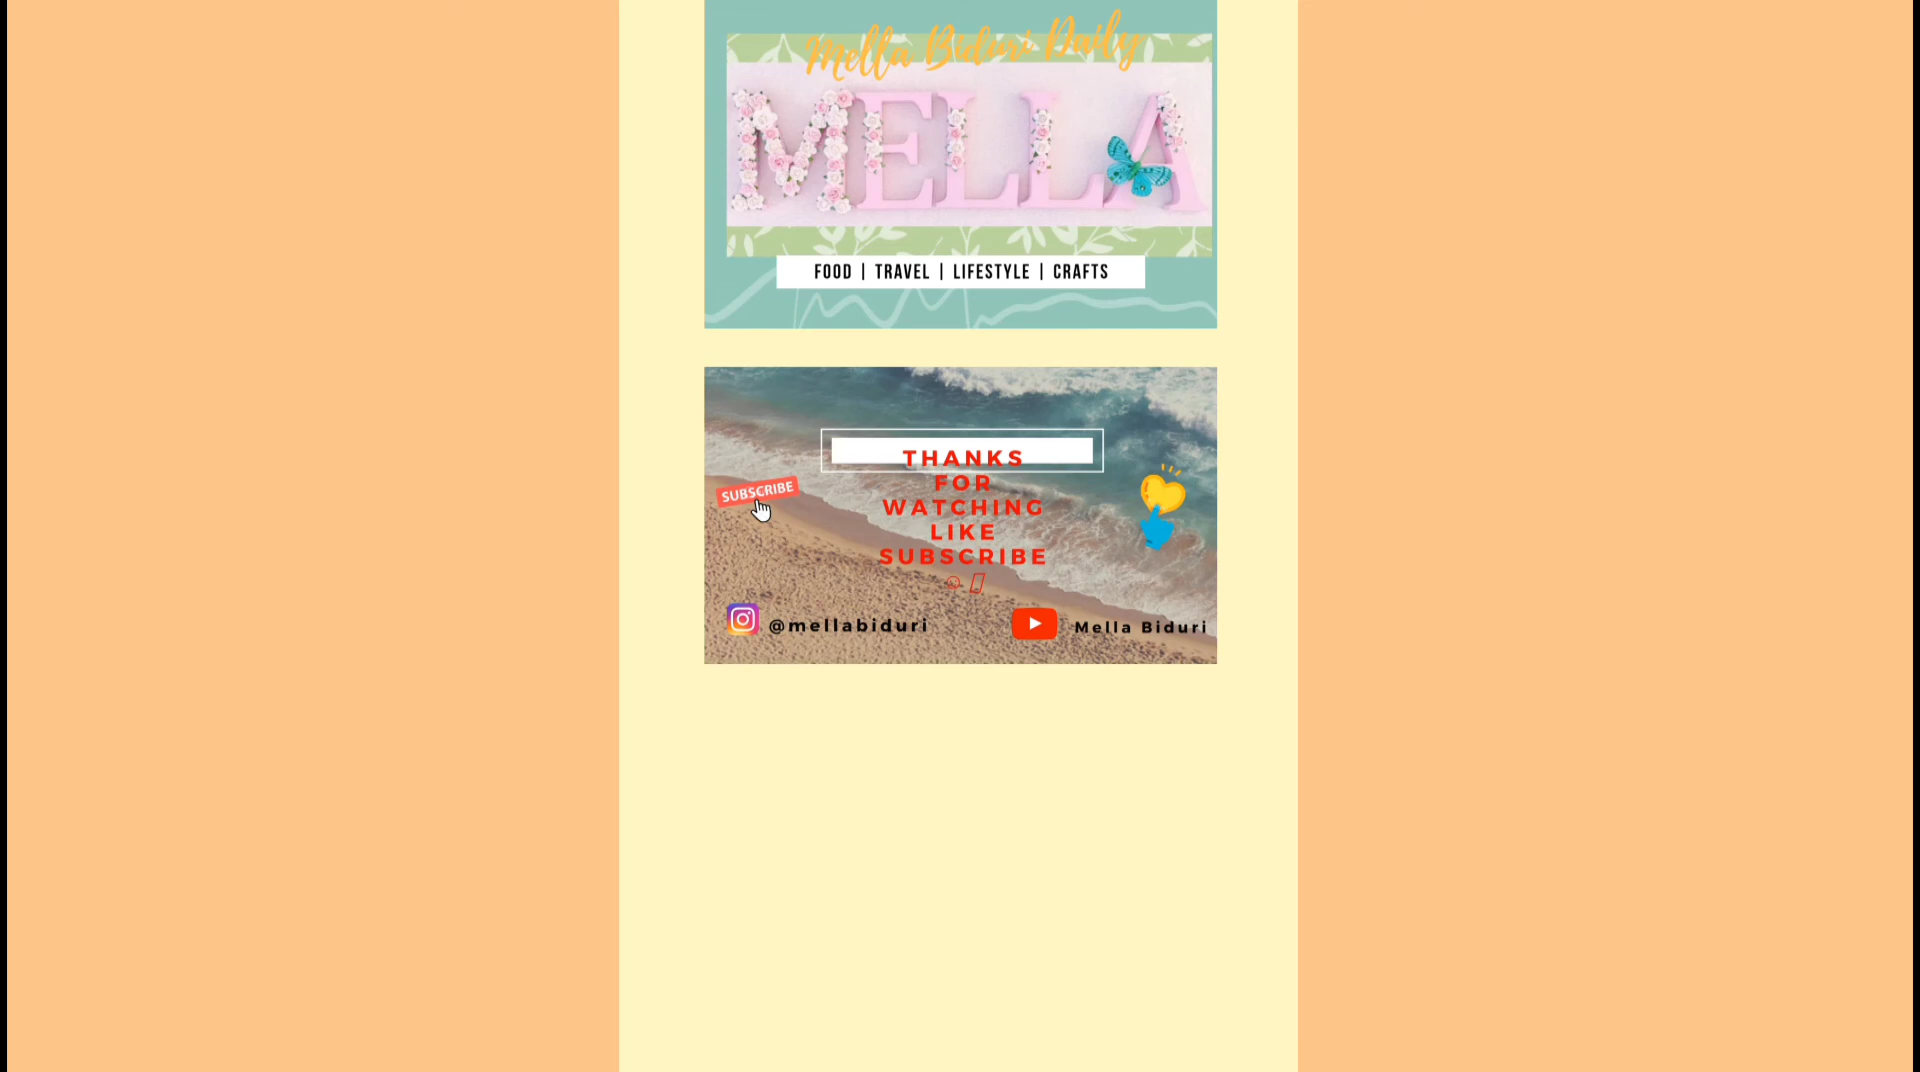 Mella Biduri Daily
MELLA
FOOD | TRAVEL | LIFESTYLE | CRAFTS
THANKS
FOR
WATCHING
LIKE
SUBSCRIBE
SUBSCRIBE
@mellabiduri
Mella Biduri